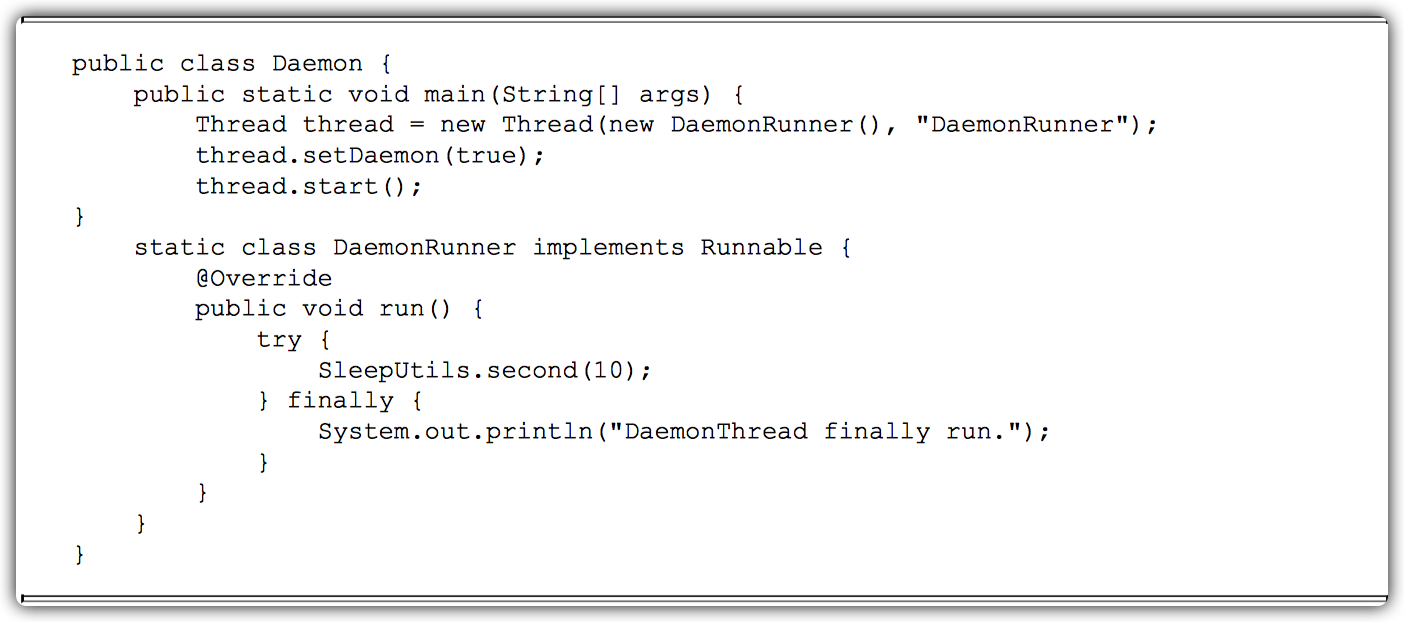 public class Daemon {
    public static void main(String[] args) {
        Thread thread = new Thread(new DaemonRunner(), "DaemonRunner");
        thread.setDaemon(true);
        thread.start();
}
    static class DaemonRunner implements Runnable {
        @Override
        public void run() {
            try {
                SleepUtils.second(10);
            } finally {
                System.out.println("DaemonThread finally run.");
            }
        }
    }
}